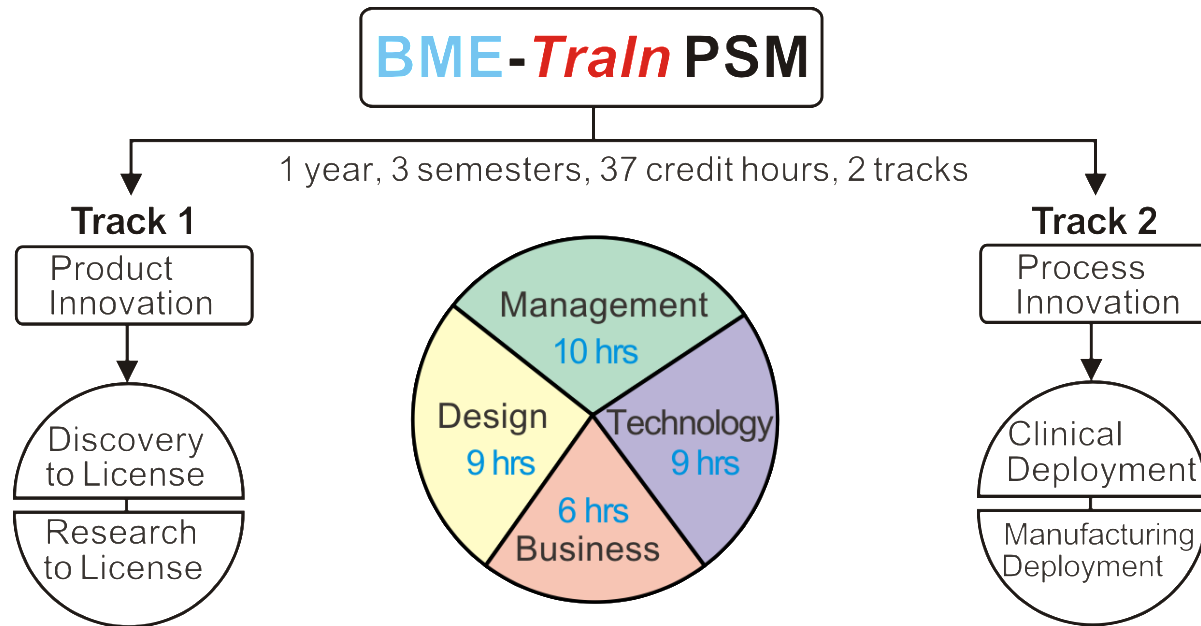 BME-TraIn PSM
1 year, 3 semesters, 37 credit hours, 2 tracks
Track 1
Product
Innovation
Discovery
to License
Research
to License
Management
10 hrs
Design
9 hrs
Technology
9 hrs
6 hrs
Business
Track 2
Process
Innovation
Clinical
Deployment
Manufacturing
Deployment